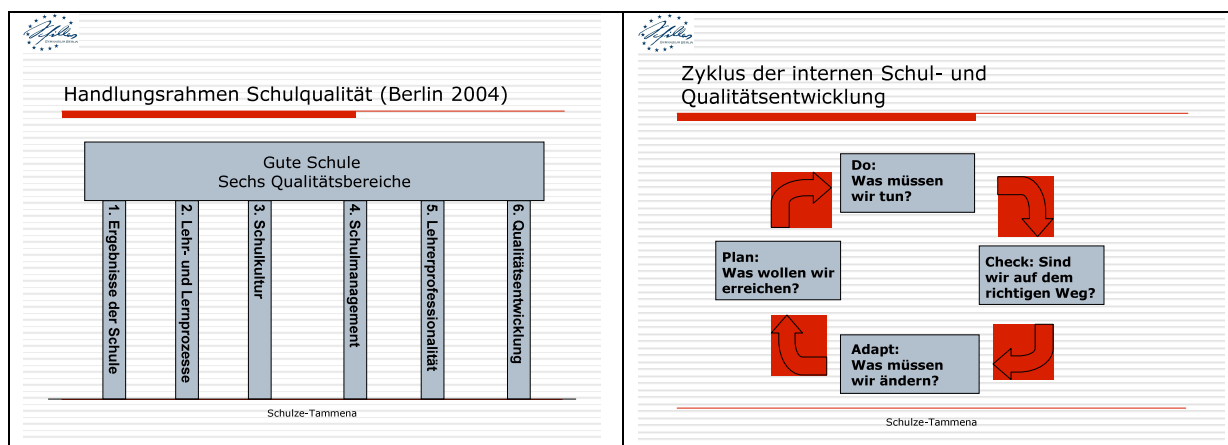 Handlungsrahmen Schulqualität (Berlin 2004)
Gute Schule
Sechs Qualitätsbereiche
1. Ergebnisse der Schule
2. Lehr- und Lernprozesse
3. Schulkultur
4. Schulmanagement
5. Lehrerprofessionalität
6. Qualitätsentwicklung
Schulze-Tammena
Zyklus der internen Schul- und
Qualitätsentwicklung
Do:
Was müssen
wir tun?
Plan:
Was wollen wir
erreichen?
Check: Sind
wir auf dem
richtigen Weg?
Adapt:
Was müssen
wir ändern?
Schulze-Tammena